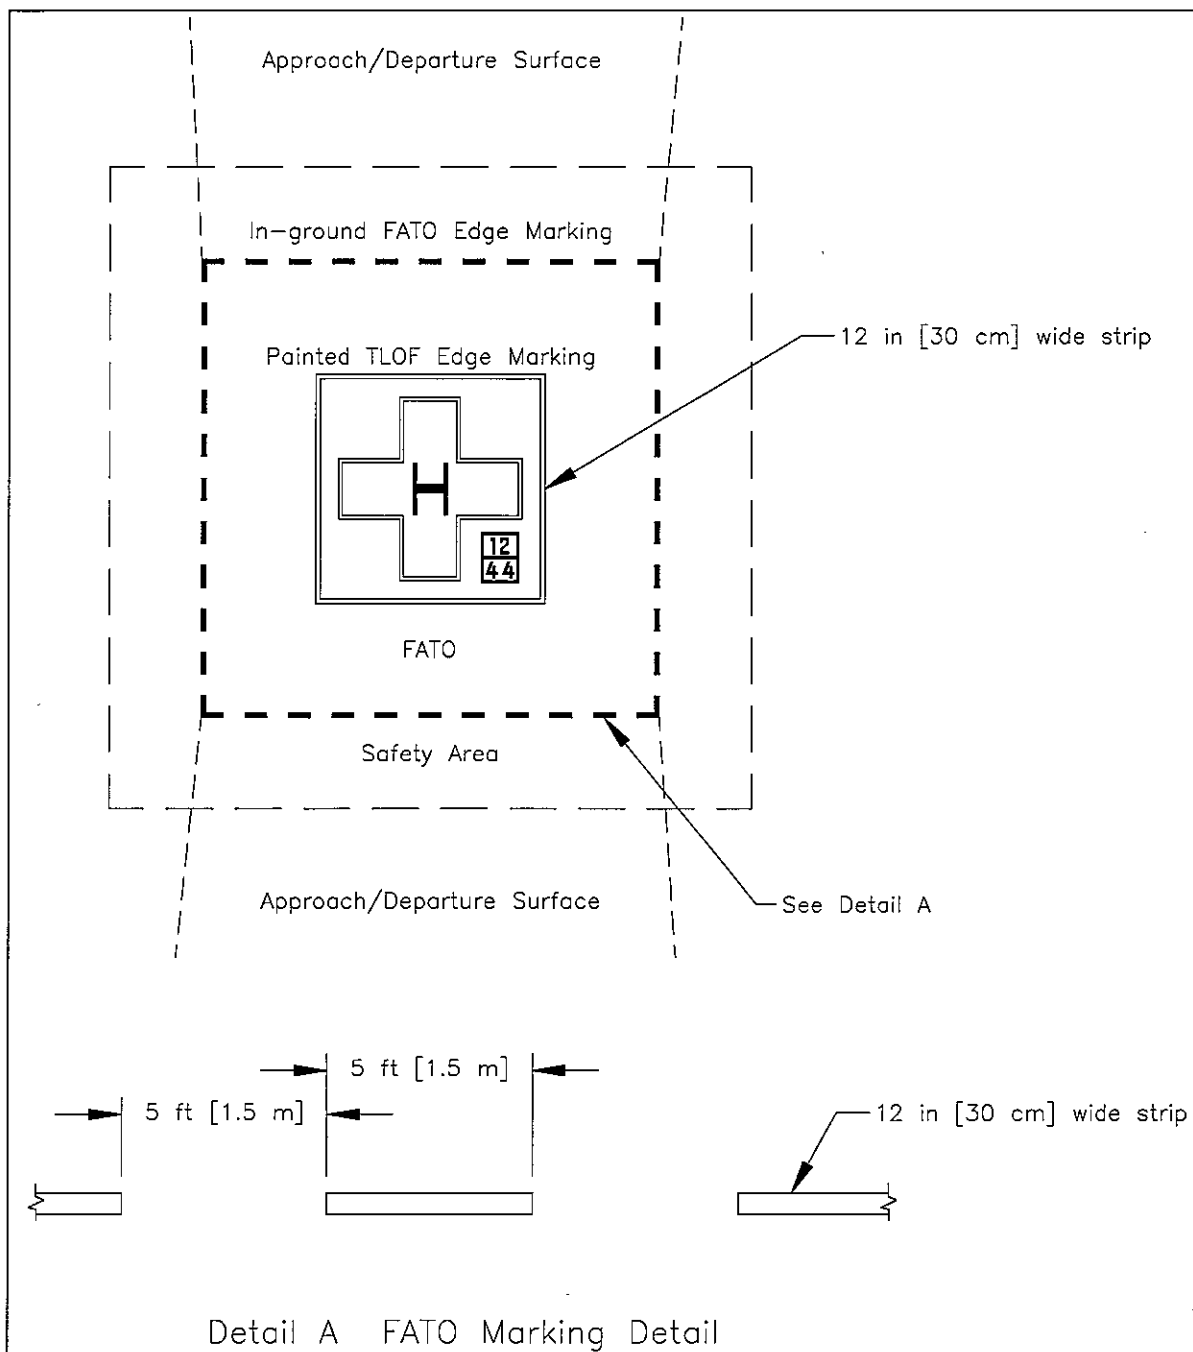 Approach/Departure Surface
In-ground FATO Edge Marking
12 in [30 cm] wide strip
Painted TLOF Edge Marking
H
12
44
FATO
Safety Area
Approach/Departure Surface
See Detail A
5 ft [1.5 m]
5 ft [1.5 m]
12 in [30 cm] wide strip
Detail A FATO Marking Detail